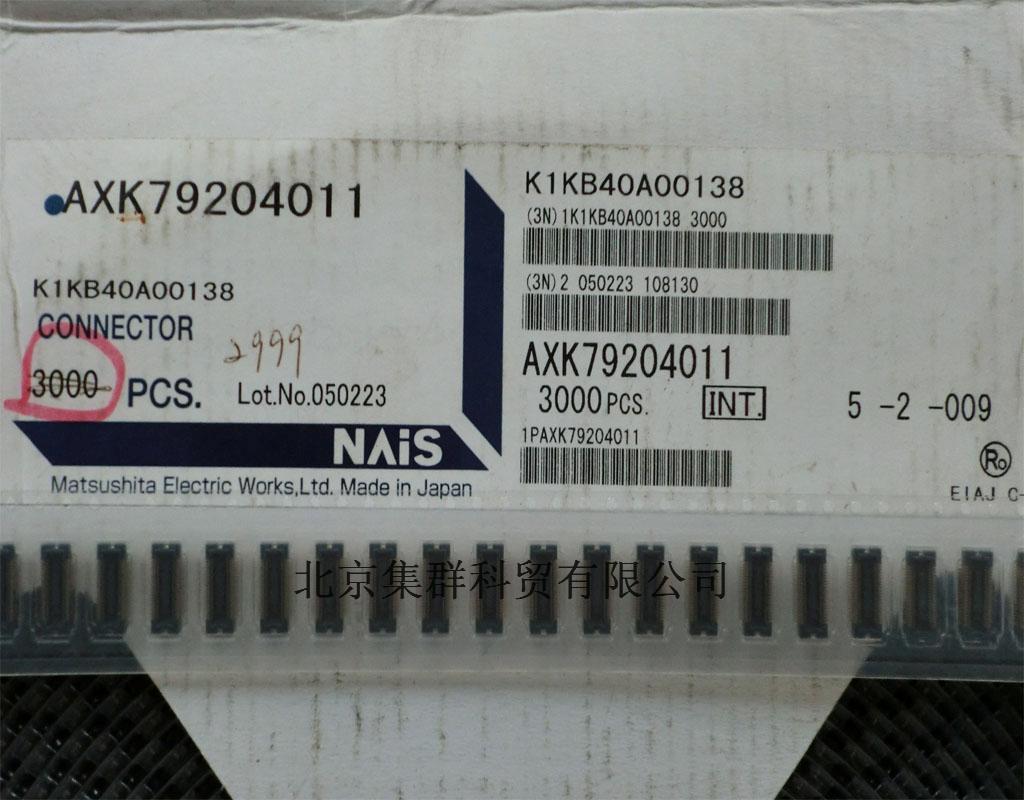 AXK79204011
K1KB40A00138
CONNECTOR
2999
3000 PCS.
Lot.No.050223
NAiS
Matsushita Electric Works,Ltd. Made in Japan
K1KB40A00138
(3N)1K1KB40A00138 3000
(3N)2 050223 108130
AXK79204011
3000PCS. INT. 5 -2 -009
1PAXK79204011
Ro
EIAJ C-
北京集群科贸有限公司